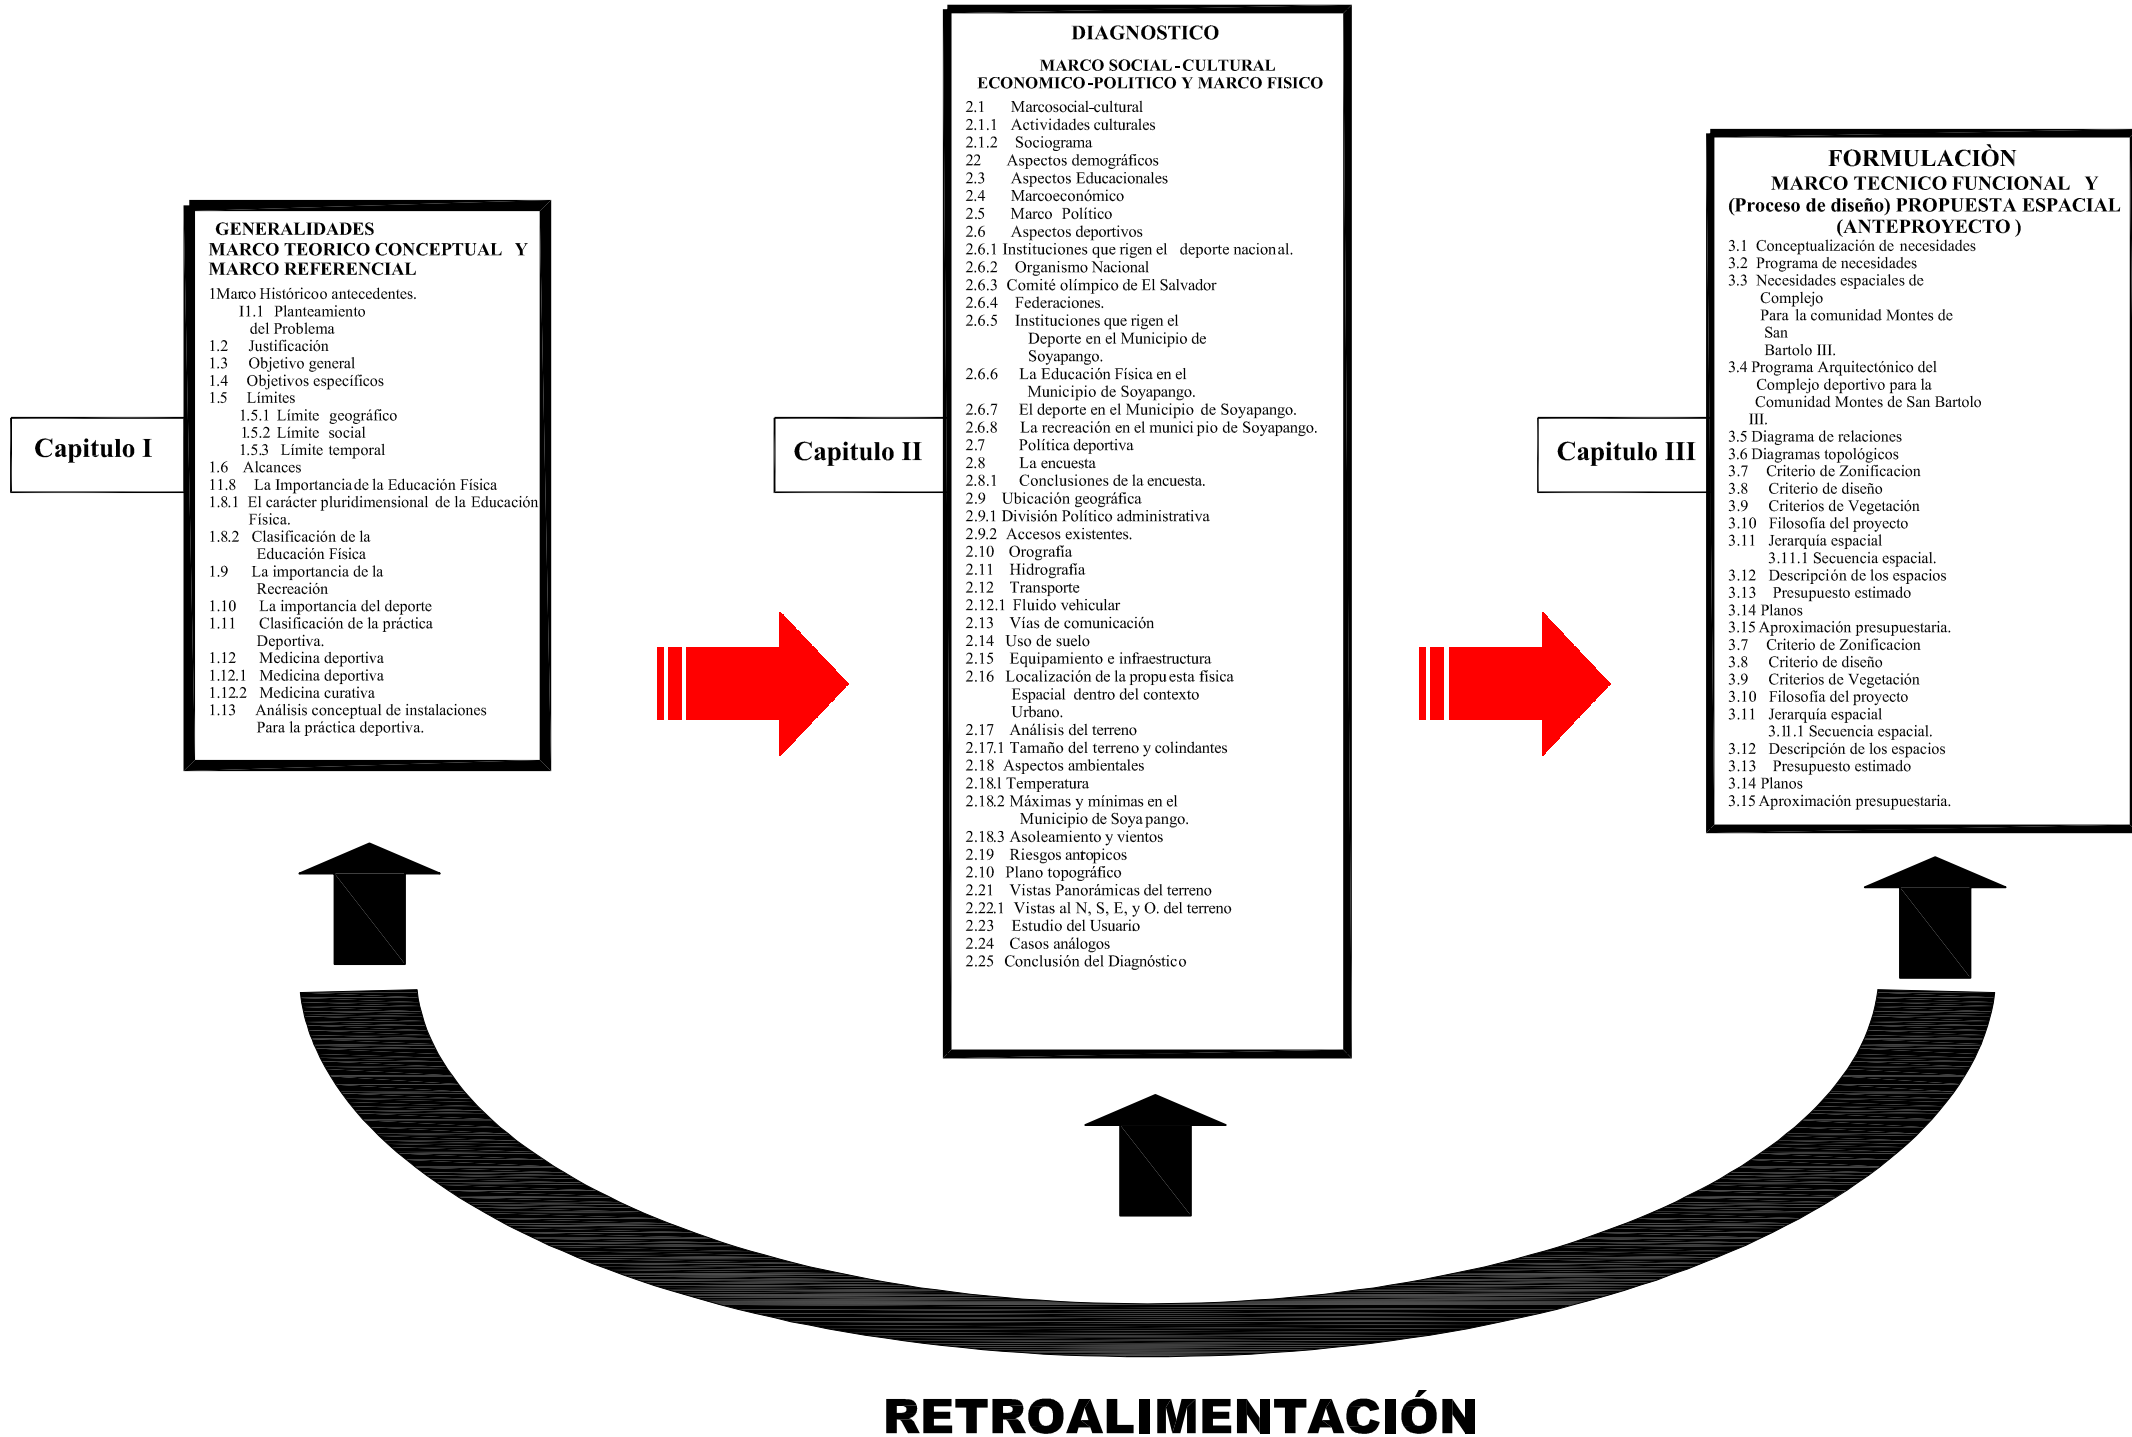 Capitulo I
GENERALIDADES
MARCO TEORICO CONCEPTUAL Y
MARCO REFERENCIAL
1Marco Históricoo antecedentes.
I1.1 Planteamiento
del Problema
1.2 Justificación
1.3 Objetivo general
1.4 Objetivos específicos
1.5 Límites
1.5.1 Límite geográfico
1.5.2 Límite social
1.5.3 Límite temporal
1.6 Alcances
11.8 La Importancia de la Educación Física
1.8.1 El carácter pluridimensional de la Educación
Física.
1.8.2 Clasificación de la
Educación Física
1.9 La importancia de la
Recreación
1.10 La importancia del deporte
1.11 Clasificación de la práctica
Deportiva.
1.12 Medicina deportiva
1.12.1 Medicina deportiva
1.12.2 Medicina curativa
1.13 Análisis conceptual de instalaciones
Para la práctica deportiva.
Capitulo II
DIAGNOSTICO
MARCO SOCIAL-CULTURAL
ECONOMICO-POLITICO Y MARCO FISICO
2.1 Marcosocial-cultural
2.1.1 Actividades culturales
2.1.2 Sociograma
22 Aspectos demográficos
2.3 Aspectos Educacionales
2.4 Marcoeconómico
2.5 Marco Político
2.6 Aspectos deportivos
2.6.1 Instituciones que rigen el deporte nacional.
2.6.2 Organismo Nacional
2.6.3 Comité olímpico de El Salvador
2.6.4 Federaciones.
2.6.5 Instituciones que rigen el
Deporte en el Municipio de
Soyapango.
2.6.6 La Educación Física en el
Municipio de Soyapango.
2.6.7 El deporte en el Municipio de Soyapango.
2.6.8 La recreación en el municipio de Soyapango.
2.7 Política deportiva
2.8 La encuesta
2.8.1 Conclusiones de la encuesta.
2.9 Ubicación geográfica
2.9.1 División Político administrativa
2.9.2 Accesos existentes.
2.10 Orografía
2.11 Hidrografía
2.12 Transporte
2.12.1 Fluido vehicular
2.13 Vías de comunicación
2.14 Uso de suelo
2.15 Equipamiento e infraestructura
2.16 Localización de la propuesta física
Espacial dentro del contexto
Urbano.
2.17 Análisis del terreno
2.17.1 Tamaño del terreno y colindantes
2.18 Aspectos ambientales
2.18.1 Temperatura
2.18.2 Máximas y mínimas en el
Municipio de Soyapango.
2.18.3 Asoleamiento y vientos
2.19 Riesgos antropicos
2.10 Plano topográfico
2.21 Vistas Panorámicas del terreno
2.22.1 Vistas al N, S, E, y O. del terreno
2.23 Estudio del Usuario
2.24 Casos análogos
2.25 Conclusión del Diagnóstico
Capitulo III
FORMULACIÒN
MARCO TECNICO FUNCIONAL Y
(Proceso de diseño) PROPUESTA ESPACIAL
(ANTEPROYECTO )
3.1 Conceptualización de necesidades
3.2 Programa de necesidades
3.3 Necesidades espaciales de
Complejo
Para la comunidad Montes de
San
Bartolo III.
3.4 Programa Arquitectónico del
Complejo deportivo para la
Comunidad Montes de San Bartolo
III.
3.5 Diagrama de relaciones
3.6 Diagramas topológicos
3.7 Criterio de Zonificacion
3.8 Criterio de diseño
3.9 Criterios de Vegetación
3.10 Filosofía del proyecto
3.11 Jerarquía espacial
3.11.1 Secuencia espacial.
3.12 Descripción de los espacios
3.13 Presupuesto estimado
3.14 Planos
3.15 Aproximación presupuestaria.
3.7 Criterio de Zonificacion
3.8 Criterio de diseño
3.9 Criterios de Vegetación
3.10 Filosofía del proyecto
3.11 Jerarquía espacial
3.11.1 Secuencia espacial.
3.12 Descripción de los espacios
3.13 Presupuesto estimado
3.14 Planos
3.15 Aproximación presupuestaria.
RETROALIMENTACIÓN